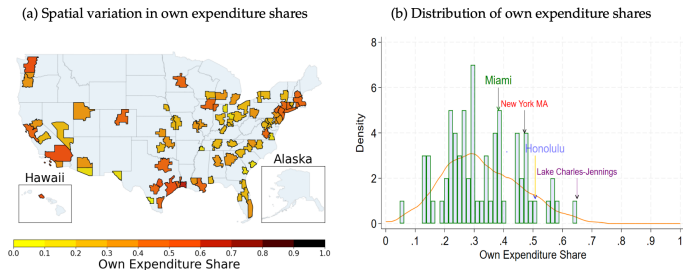 (a) Spatial variation in own expenditure shares
(b) Distribution of own expenditure shares
Hawaii
Alaska
0.0 0.1 0.2 0.3 0.4 0.5 0.6 0.7 0.8 0.9 1.0
Own Expenditure Share
8
6
4
2
0
Density
Miami
New York MA
Honolulu
Lake Charles-Jennings
0 .1 .2 .3 .4 .5 .6 .7 .8 .9 1
Own Expenditure Share